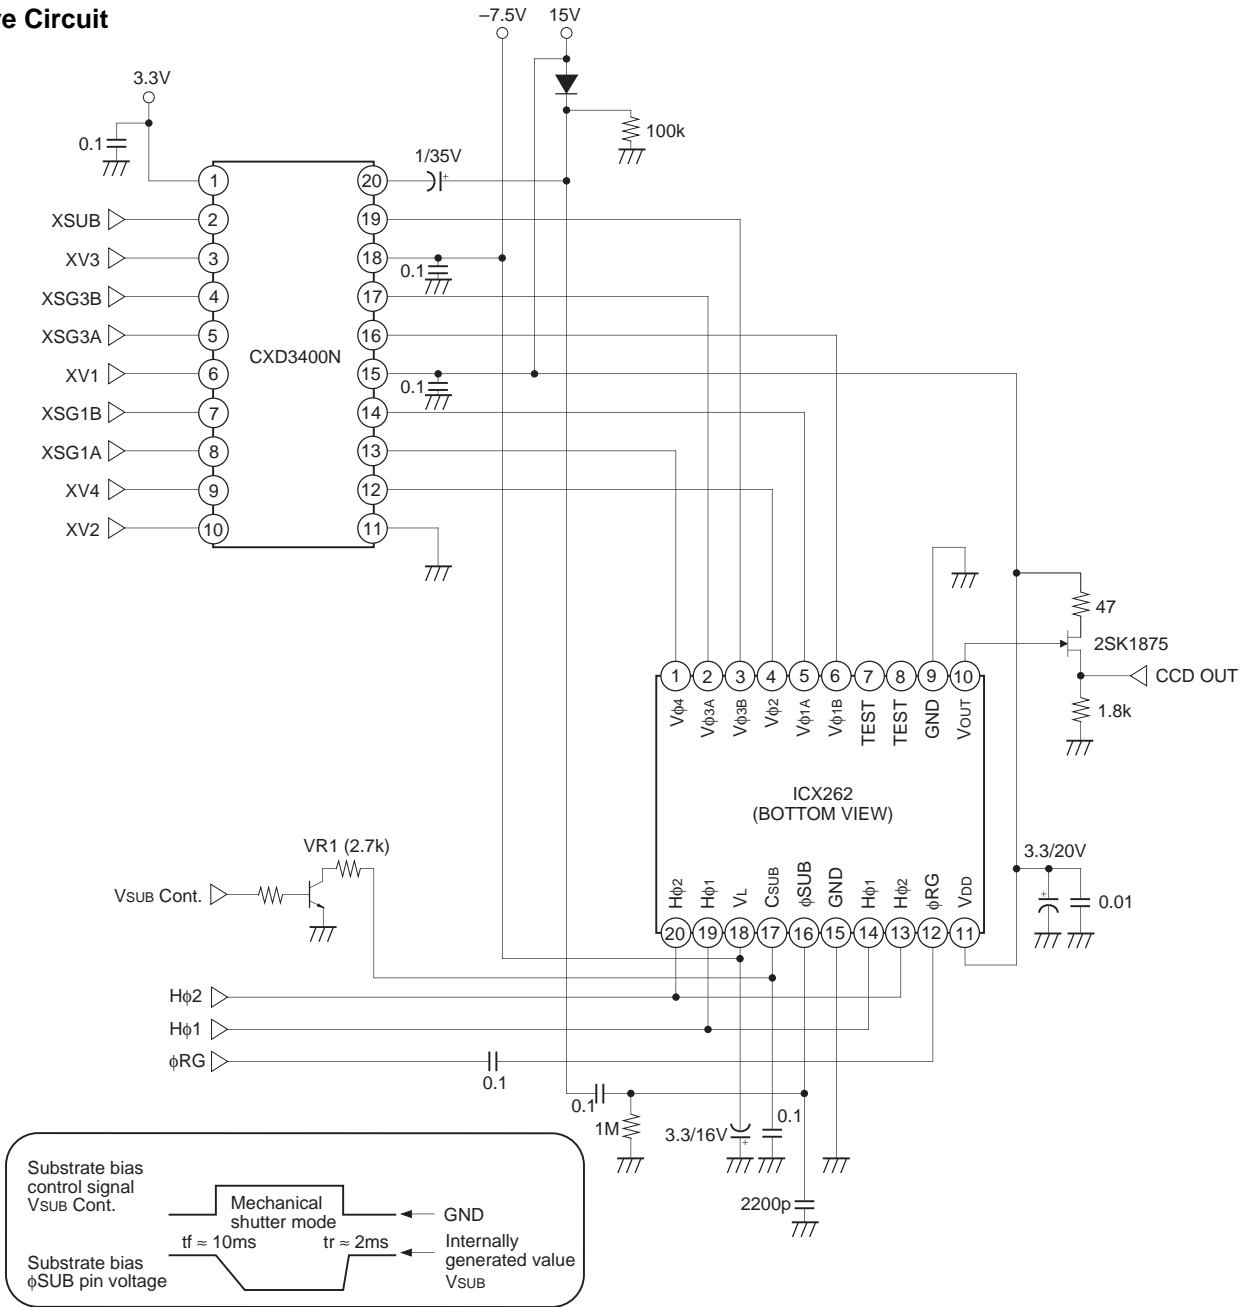 e Circuit
–7.5V
15V
3.3V
0.1
100k
1/35V
1
20
XSUB
2
19
XV3
3
18
0.1
XSG3B
4
17
XSG3A
5
16
CXD3400N
XV1
6
15
0.1
XSG1B
7
14
XSG1A
8
13
XV4
9
12
XV2
10
11
47
2SK1875
CCD OUT
1.8k
1
2
3
4
5
6
7
8
9
10
Vϕ4
Vϕ3A
Vϕ3B
Vϕ2
Vϕ1A
Vϕ1B
TEST
TEST
GND
VOUT
ICX262
(BOTTOM VIEW)
VR1 (2.7k)
VSUB Cont.
3.3/20V
0.01
Hϕ2
Hϕ1
VL
CSUB
ϕSUB
GND
Hϕ1
Hϕ2
ϕRG
VDD
20
19
18
17
16
15
14
13
12
11
Hϕ2
Hϕ1
ϕRG
0.1
0.1
1M
3.3/16V
0.1
2200p
Substrate bias
control signal
VSUB Cont.
Mechanical
shutter mode
GND
tf ≈ 10ms
tr ≈ 2ms
Internally
generated value
VSUB
Substrate bias
ϕSUB pin voltage